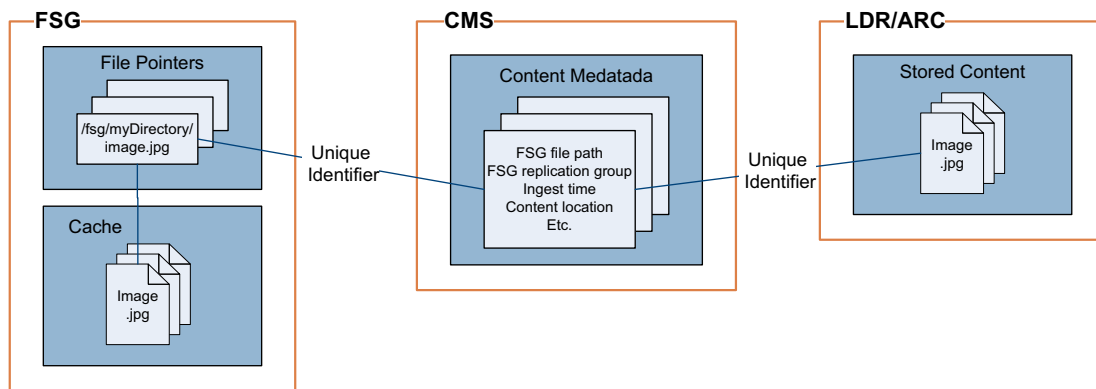 FSG
File Pointers
/fsg/myDirectory/
image.jpg
Cache
Image
.jpg
Unique
Identifier
CMS
Content Medatada
FSG file path
FSG replication group
Ingest time
Content location
Etc.
Unique
Identifier
LDR/ARC
Stored Content
Image
.jpg